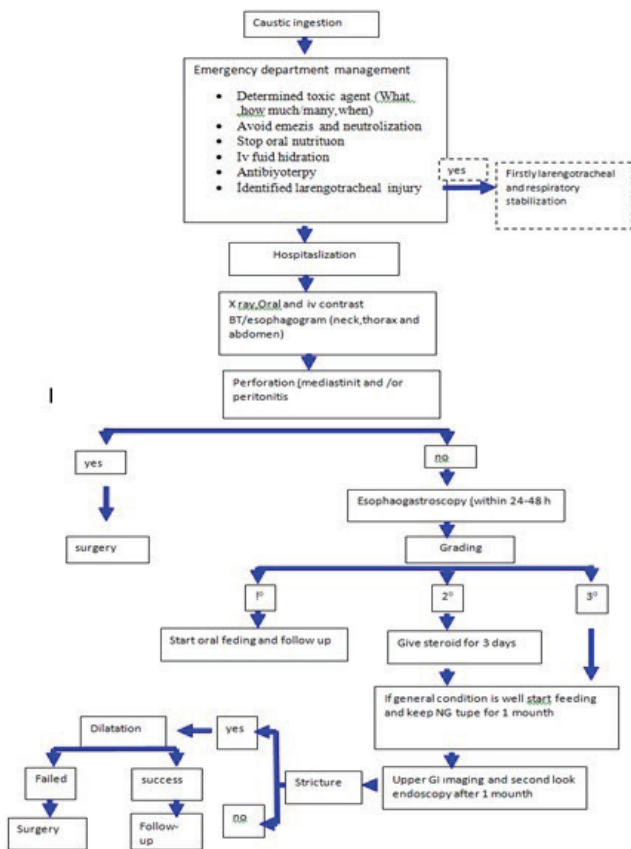 Caustic ingestion
Emergency department management
• Determined toxic agent (What
,how much/many,when)
• Avoid emezis and neutrolization
• Stop oral nutrituon
• Iv fuid hidration
• Antibiyoterpy
• İdentified larengotracheal injury
yes
Firstly larengotracheal
and respiratory
stabilization
Hospitaslization
X ray,Oral and iv contrast
BT/esophagogram (neck,thorax and
abdomen)
Perforation (mediastinit and /or
peritonitis
yes
no
surgery
Esophaogastroscopy (within 24-48 h
Grading
!°
2°
3°
Start oral feding and follow up
Give steroid for 3 days
If general condition is well start feeding
and keep NG tupe for 1 mounth
Dilatation
yes
Failed
success
Stricture
Upper GI imaging and second look
endoscopy after 1 mounth
Surgery
Follow-
up
no